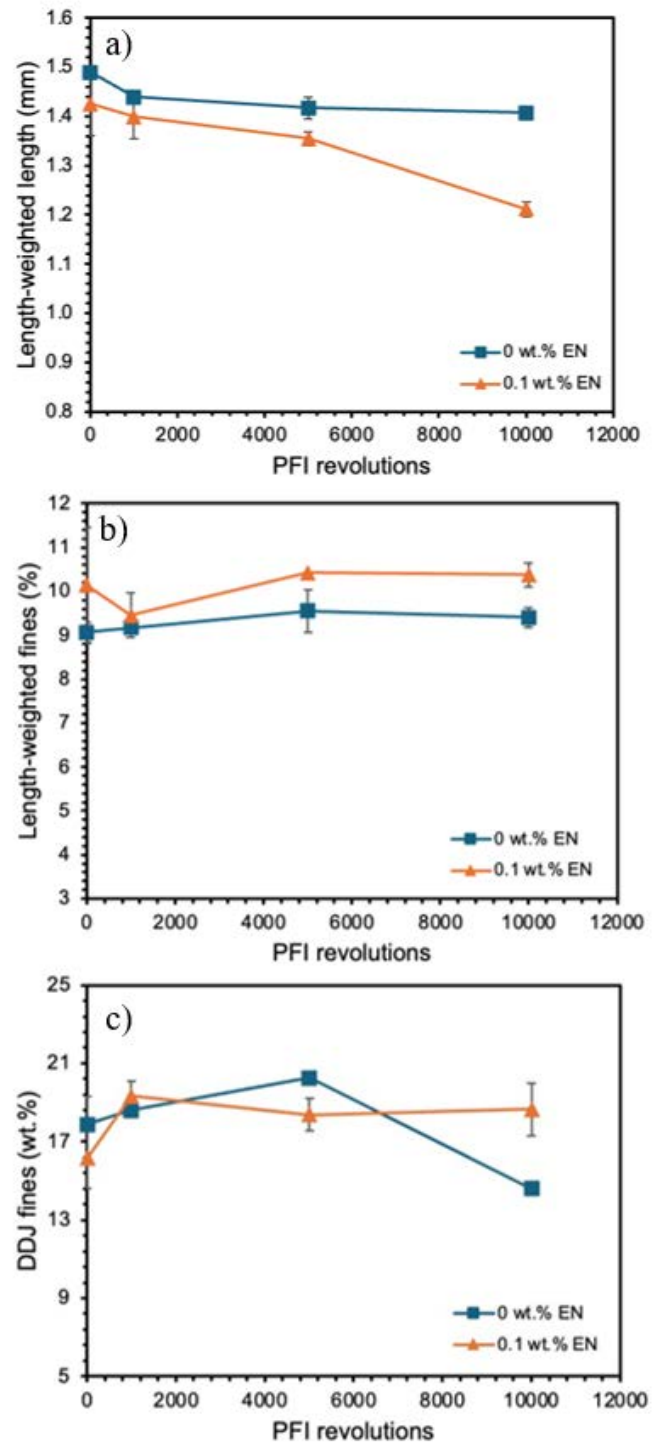 a)
Length-weighted length (mm)
1.6
1.5
1.4
1.3
1.2
1.1
1.0
0.9
0.8
0 wt.% EN
0.1 wt.% EN
0 2000 4000 6000 8000 10000 12000
PFI revolutions
b)
Length-weighted fines (%)
12
11
10
9
8
7
6
5
4
3
0 wt.% EN
0.1 wt.% EN
0 2000 4000 6000 8000 10000 12000
PFI revolutions
c)
DDJ fines (wt.%)
25
21
17
13
9
5
0 wt.% EN
0.1 wt.% EN
0 2000 4000 6000 8000 10000 12000
PFI revolutions